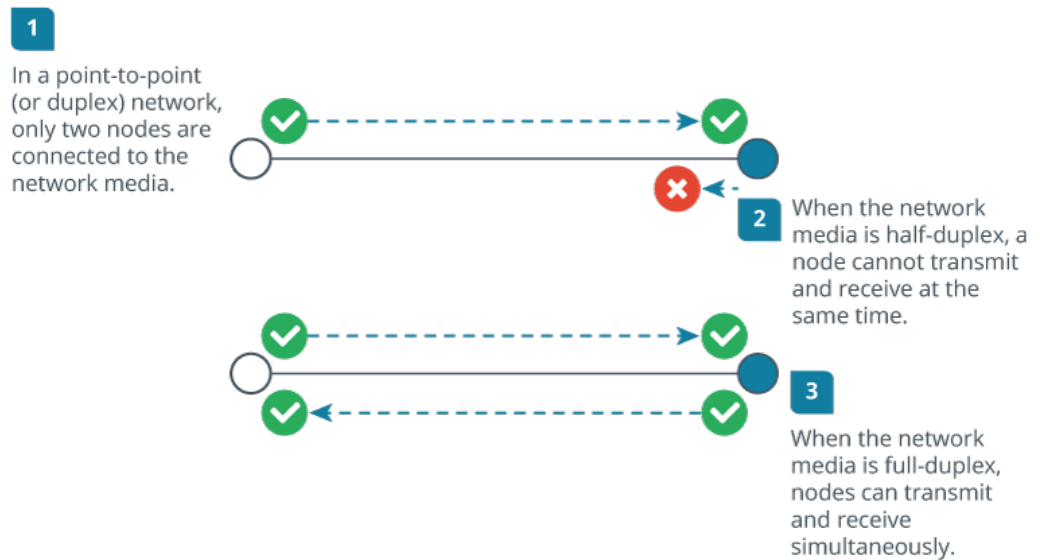 1
In a point-to-point
(or duplex) network,
only two nodes are
connected to the
network media.
2
When the network
media is half-duplex, a
node cannot transmit
and receive at the
same time.
3
When the network
media is full-duplex,
nodes can transmit
and receive
simultaneously.